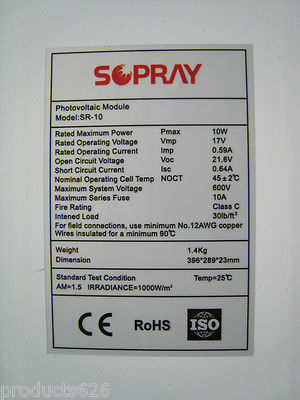 SOPRAY
Photovoltaic Module
Model:SR-10
Rated Maximum Power Pmax 10W
Rated Operating Voltage Vmp 17V
Rated Operating Current Imp 0.59A
Open Circuit Voltage Voc 21.6V
Short Circuit Current Isc 0.64A
Nominal Operating Cell Temp NOCT 45±2℃
Maximum System Voltage 600V
Maximum Series Fuse 10A
Fire Rating Class C
Intened Load 30lb/ft²
For field connections, use minimum No.12AWG copper
Wires insulated for a minimum 90℃
Weight 1.4Kg
Dimension 396*289*23mm
Standard Test Condition Temp=25℃
AM=1.5 IRRADIANCE=1000W/m²
CE RoHS ISO
products626